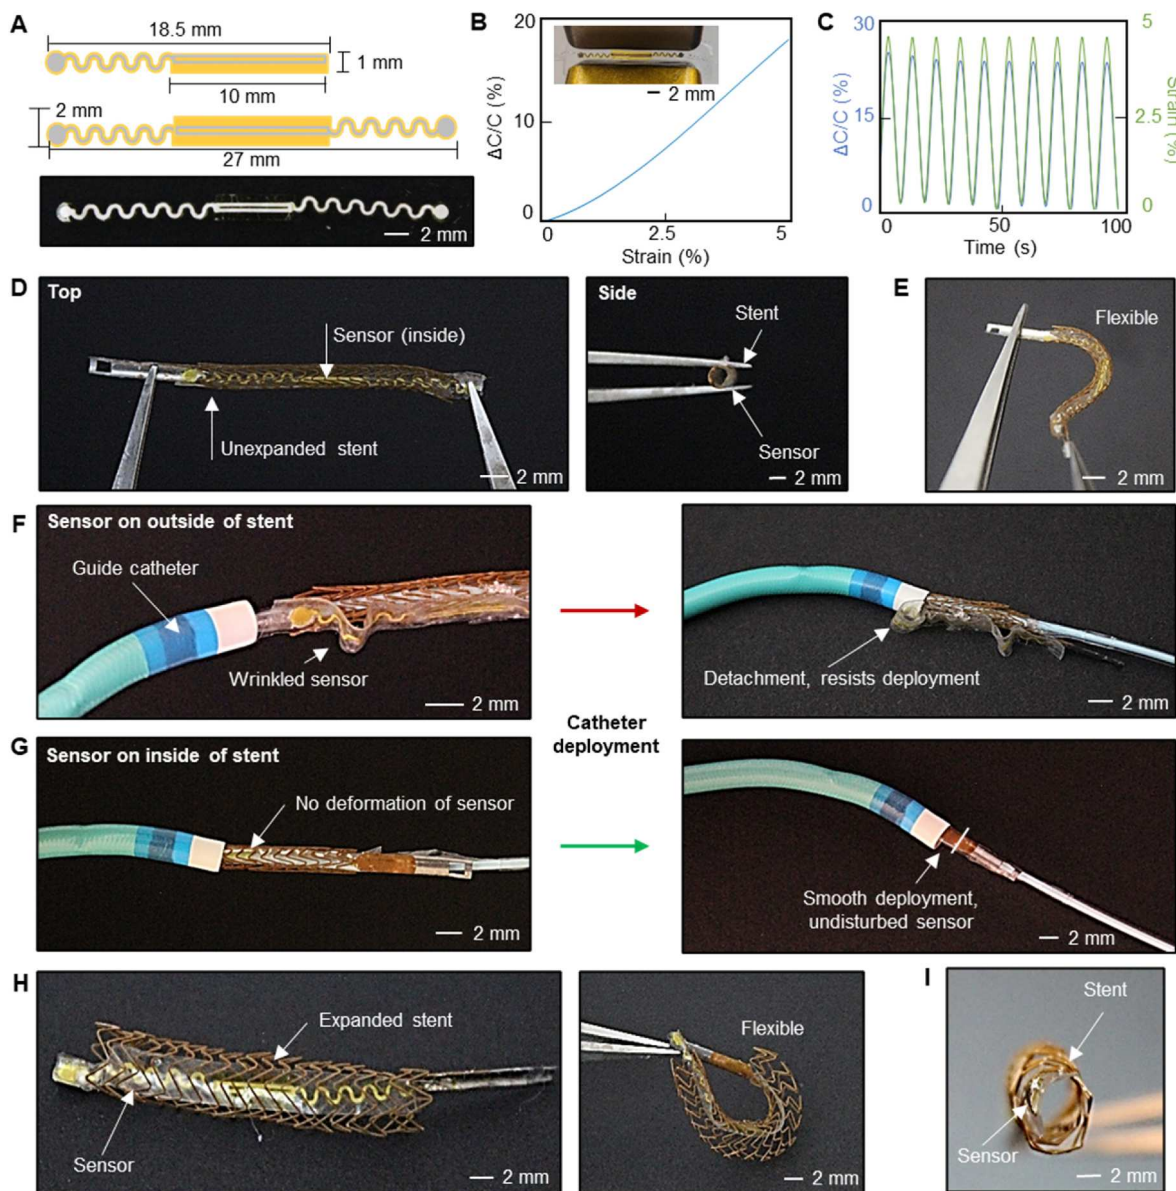 A
18.5 mm
1 mm
10 mm
2 mm
27 mm
2 mm
B
20
10
0
ΔC/C (%)
2 mm
0
2.5
5
Strain (%)
C
30
15
0
ΔC/C (%)
5
2.5
0
Strain (%)
0
50
100
Time (s)
D
Top
Sensor (inside)
Unexpanded stent
2 mm
Side
Stent
Sensor
2 mm
E
Flexible
2 mm
F
Sensor on outside of stent
Guide catheter
Wrinkled sensor
2 mm
Detachment, resists deployment
2 mm
Catheter
deployment
G
Sensor on inside of stent
No deformation of sensor
2 mm
Smooth deployment,
undisturbed sensor
2 mm
H
Expanded stent
Sensor
2 mm
Flexible
2 mm
I
Stent
Sensor
2 mm